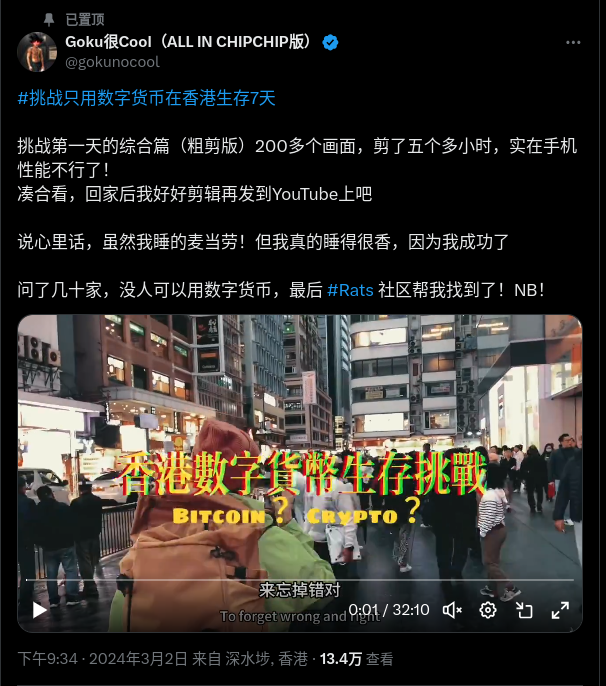 已置顶
Goku很Cool（ALL IN CHIPCHIP版）
@gokunocool
#挑战只用数字货币在香港生存7天
挑战第一天的综合篇（粗剪版）200多个画面，剪了五个多小时，实在手机
性能不行了！
凑合看，回家后我好好剪辑再发到YouTube上吧
说心里话，虽然我睡的麦当劳！但我真的睡得很香，因为我成功了
问了几十家，没人可以用数字货币，最后 #Rats 社区帮我找到了！NB！
香港數字貨幣生存挑戰
Bitcoin？ Crypto？
来忘掉错对
To forget wrong and right
0:01 / 32:10
下午9:34 · 2024年3月2日 来自 深水埗, 香港 · 13.4万 查看